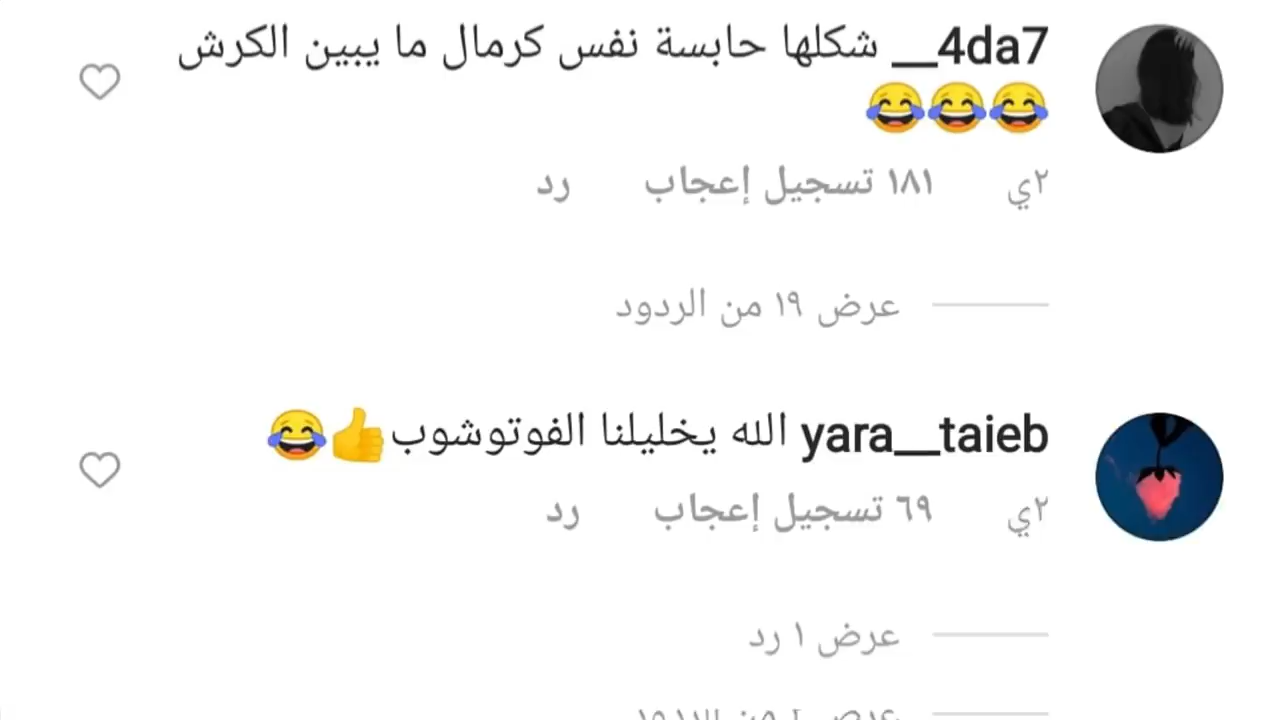 4da7__ شكلها حابسة نفس كرمال ما يبين الكرش
😂😂😂
٢ي ١٨١ تسجيل إعجاب رد
عرض ١٩ من الردود
yara__taieb الله يخليلنا الفوتوشوب👍😂
٢ي ٦٩ تسجيل إعجاب رد
عرض ١ رد